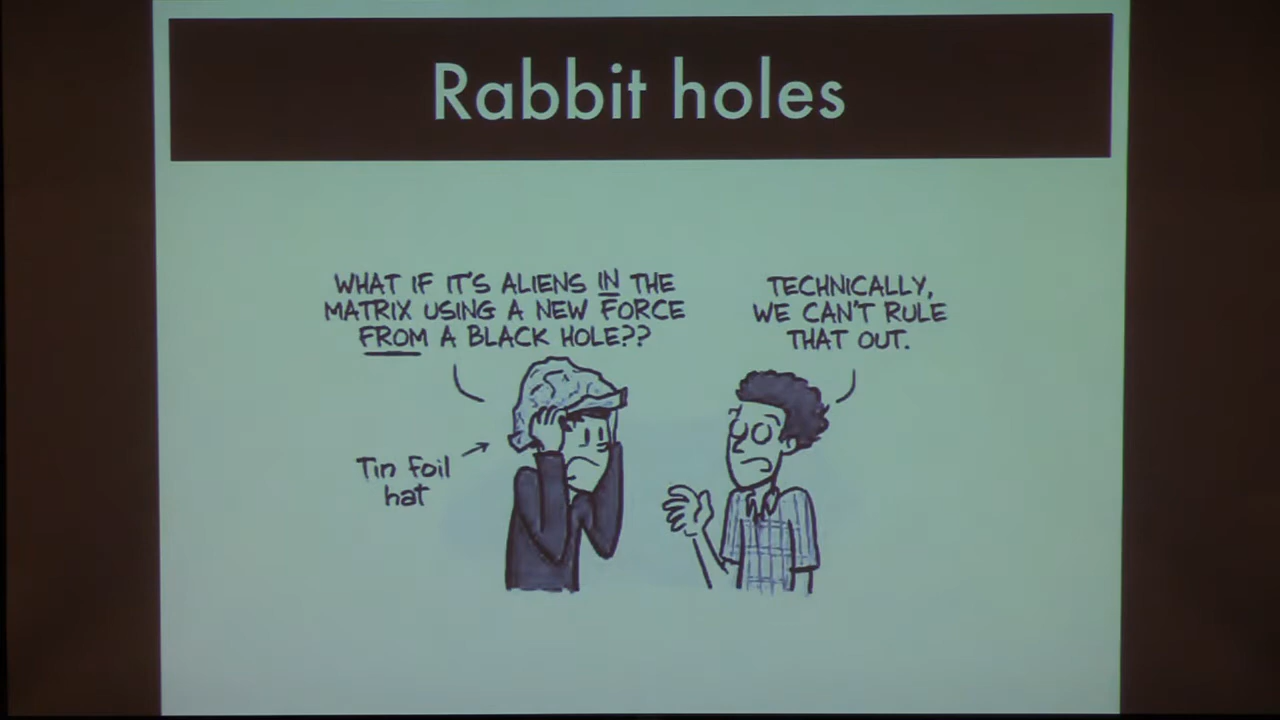 Rabbit holes
WHAT IF IT'S ALIENS IN THE
MATRIX USING A NEW FORCE
FROM A BLACK HOLE??
TECHNICALLY,
WE CAN'T RULE
THAT OUT.
Tin foil
hat